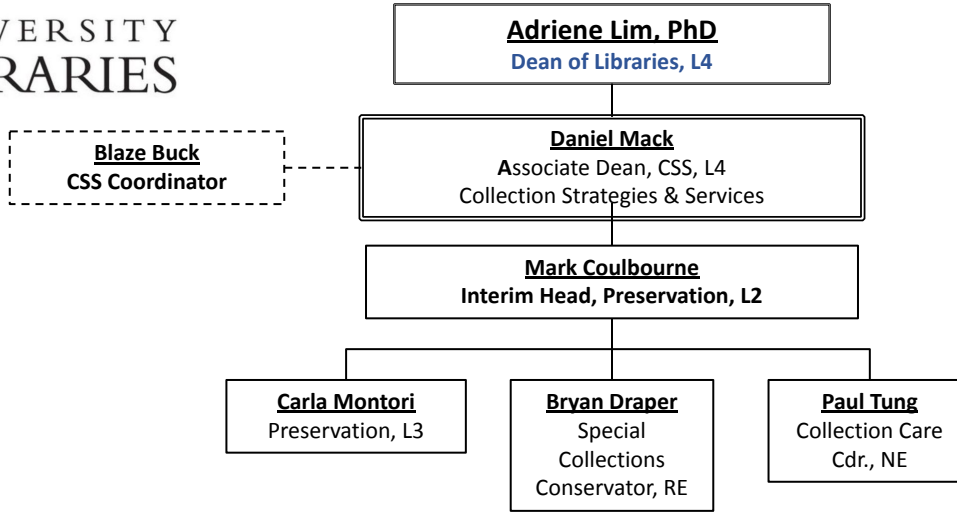 VERSITY
RARIES
Adriene Lim, PhD
Dean of Libraries, L4
Blaze Buck
CSS Coordinator
Daniel Mack
Associate Dean, CSS, L4
Collection Strategies & Services
Mark Coulbourne
Interim Head, Preservation, L2
Carla Montori
Preservation, L3
Bryan Draper
Special
Collections
Conservator, RE
Paul Tung
Collection Care
Cdr., NE